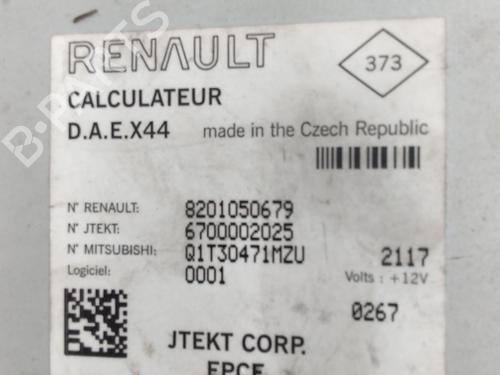 RENAULT
373
CALCULATEUR
D.A.E.X44 made in the Czech Republic
N° RENAULT: 8201050679
N° JTEKT: 6700002025
N° MITSUBISHI: Q1T30471MZU 2117
Logiciel: 0001 Volts : +12V
0267
JTEKT CORP.
B-PARTS